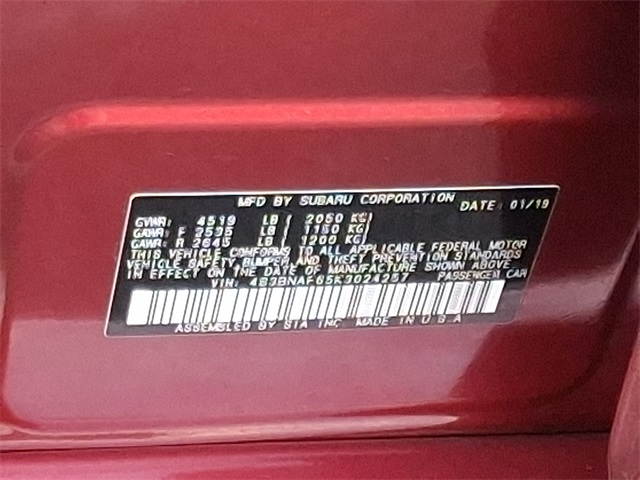 MFD BY SUBARU CORPORATION DATE: 01/19
GVWR: 4519 LB ( 2050 KG)
GAWR: F 2535 LB ( 1150 KG)
GAWR: R 2645 LB ( 1200 KG)
THIS VEHICLE CONFORMS TO ALL APPLICABLE FEDERAL MOTOR
VEHICLE SAFETY, BUMPER, AND THEFT PREVENTION STANDARDS
IN EFFECT ON THE DATE OF MANUFACTURE SHOWN ABOVE
VIN: 4S3BNAF65K3024257 PASSENGER CAR
ASSEMBLED BY SIA INC. MADE IN U S A